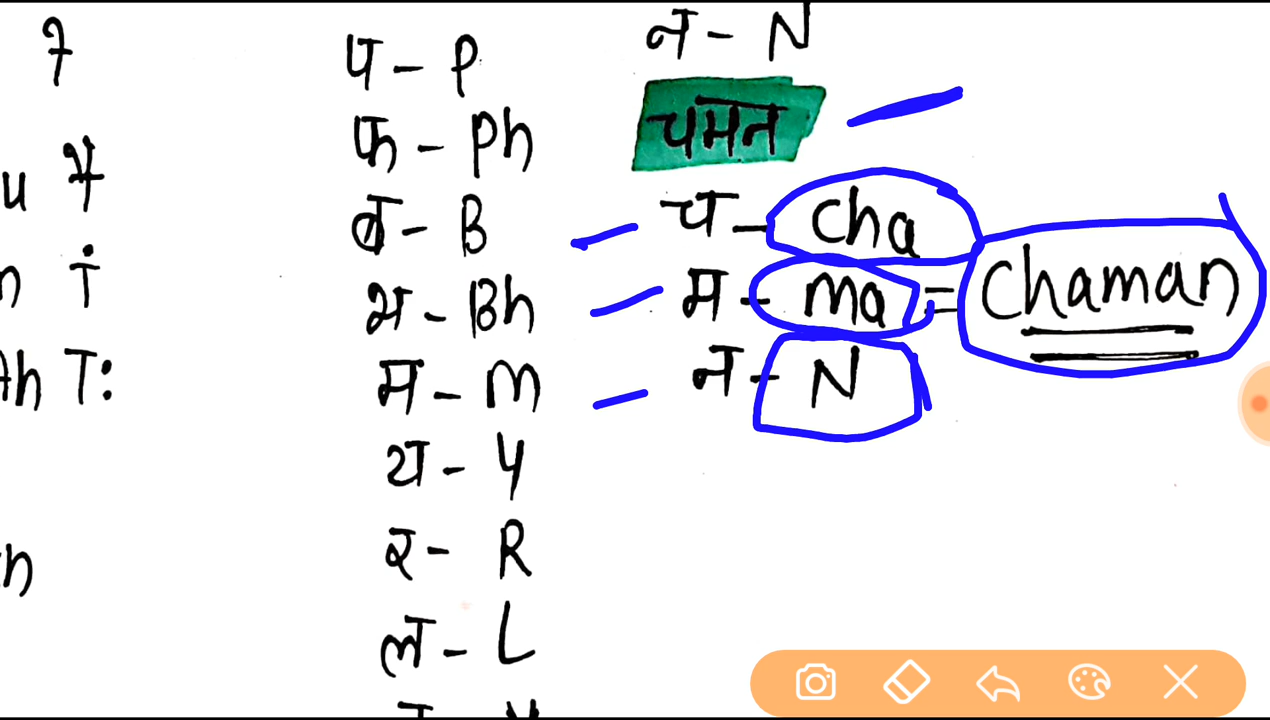 प - P
फ - Ph
ब - B
भ - Bh
म - m
य - y
र - R
ल - L
न - N
चमन
च - cha
म - ma = Chaman
न - N